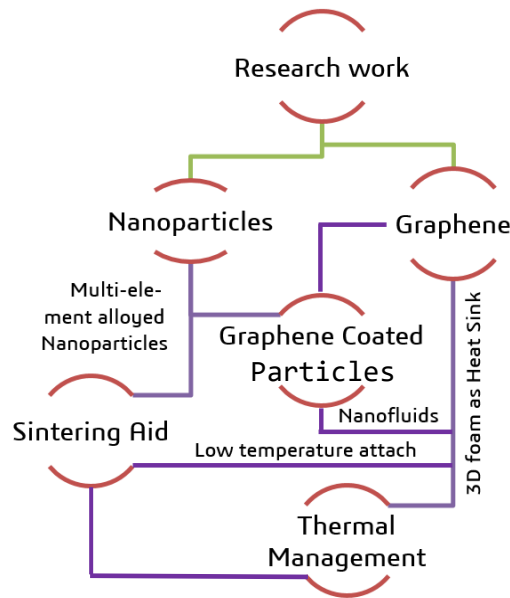 Research work
Nanoparticles
Graphene
Multi-ele-
ment alloyed
Nanoparticles
Graphene Coated
Particles
3D foam as Heat Sink
Nanofluids
Sintering Aid
Low temperature attach
Thermal
Management